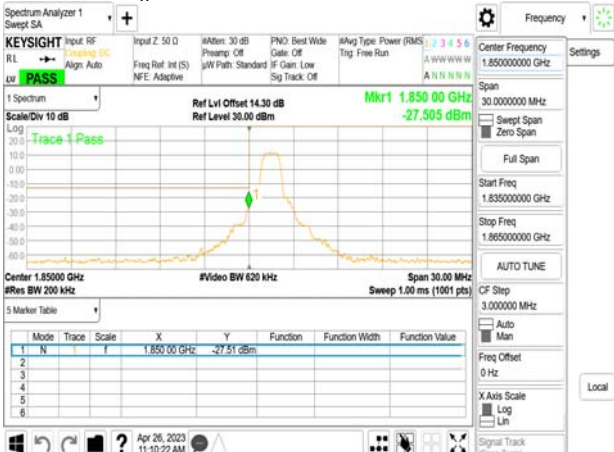 Spectrum Analyzer 1
Swept SA
+
Frequency
KEYSIGHT Input: RF
RL
Coupling: DC
Align: Auto
LXI PASS
Input Z: 50 Ω
Freq Ref: Int (S)
NFE: Adaptive
#Atten: 30 dB
Preamp: Off
µW Path: Standard
PNO: Best Wide
Gate: Off
IF Gain: Low
Sig Track: Off
#Avg Type: Power (RMS
Trig: Free Run
1 2 3 4 5 6
A W W W W W
A N N N N N
1 Spectrum
Scale/Div 10 dB
Ref Lvl Offset 14.30 dB
Ref Level 30.00 dBm
Mkr1 1.850 00 GHz
-27.505 dBm
Log
Trace 1 Pass
20.0
10.0
0.00
-10.0
-20.0
-30.0
-40.0
-50.0
-60.0
1
Center 1.85000 GHz
#Res BW 200 kHz
#Video BW 620 kHz
Span 30.00 MHz
Sweep 1.00 ms (1001 pts)
5 Marker Table
Mode Trace Scale X Y Function Function Width Function Value
1 N 1 f 1.850 00 GHz -27.51 dBm
2
3
4
5
6
Apr 26, 2023
11:10:22 AM
Center Frequency
1.850000000 GHz
Settings
Span
30.0000000 MHz
Swept Span
Zero Span
Full Span
Start Freq
1.835000000 GHz
Stop Freq
1.865000000 GHz
AUTO TUNE
CF Step
3.000000 MHz
Auto
Man
Freq Offset
0 Hz
X Axis Scale
Log
Lin
Local
Signal Track